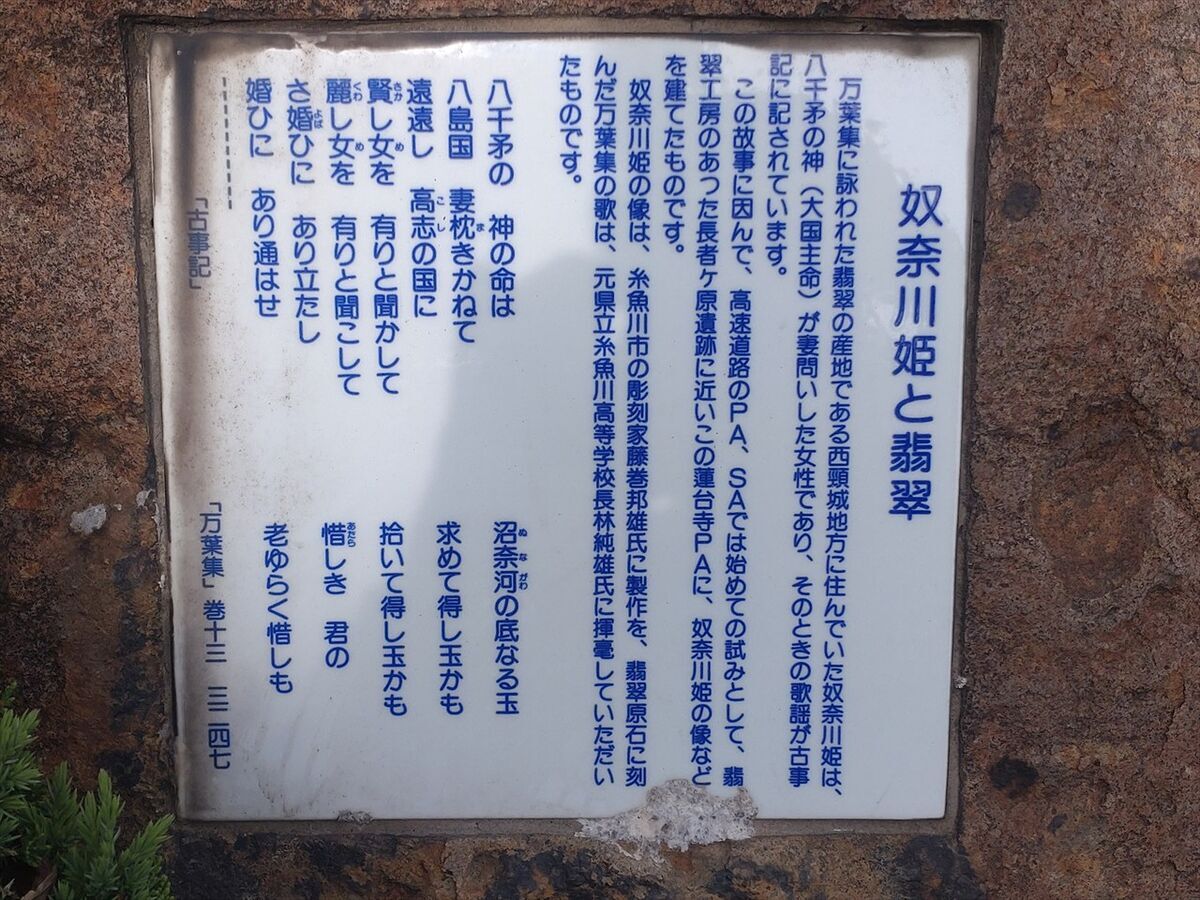 奴奈川姫と翡翠
万葉集に詠われた翡翠の産地である西頸城地方に住んでいた奴奈川姫は、
八千矛の神（大国主命）が妻問いした女性であり、そのときの歌謡が古事
記に記されています。
この故事に因んで、高速道路のPA、SAでは始めての試みとして、翡
翠工房のあった長者ヶ原遺跡に近いこの蓮台寺PAに、奴奈川姫の像など
を建てたものです。
奴奈川姫の像は、糸魚川市の彫刻家藤巻邦雄氏に製作を、翡翠原石に刻
んだ万葉集の歌は、元県立糸魚川高等学校長林純雄氏に揮毫していただい
たものです。
八千矛の　神の命は
八島国　妻枕きかねて
遠遠し　高志の国に
賢し女を　有りと聞かして
麗し女を　有りと聞こして
さ婚ひに　あり立たし
婚ひに　あり通はせ
「古事記」
沼奈河の底なる玉
求めて得し玉かも
拾いて得し玉かも
惜しき　君の
老ゆらく惜しも
「万葉集」巻十三　三二四七